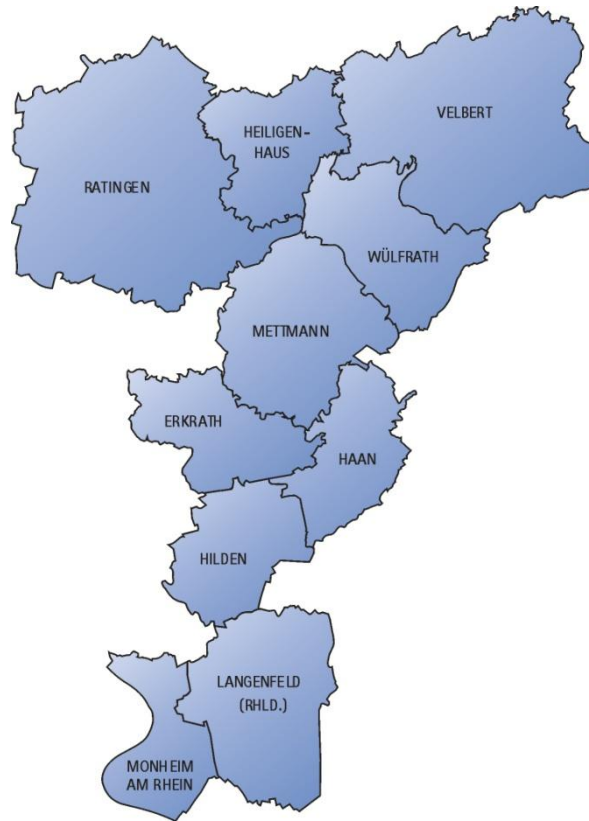 VELBERT
HEILIGEN-
HAUS
RATINGEN
WÜLFRATH
METTMANN
ERKRATH
HAAN
HILDEN
LANGENFELD
(RHLD.)
MONHEIM
AM RHEIN